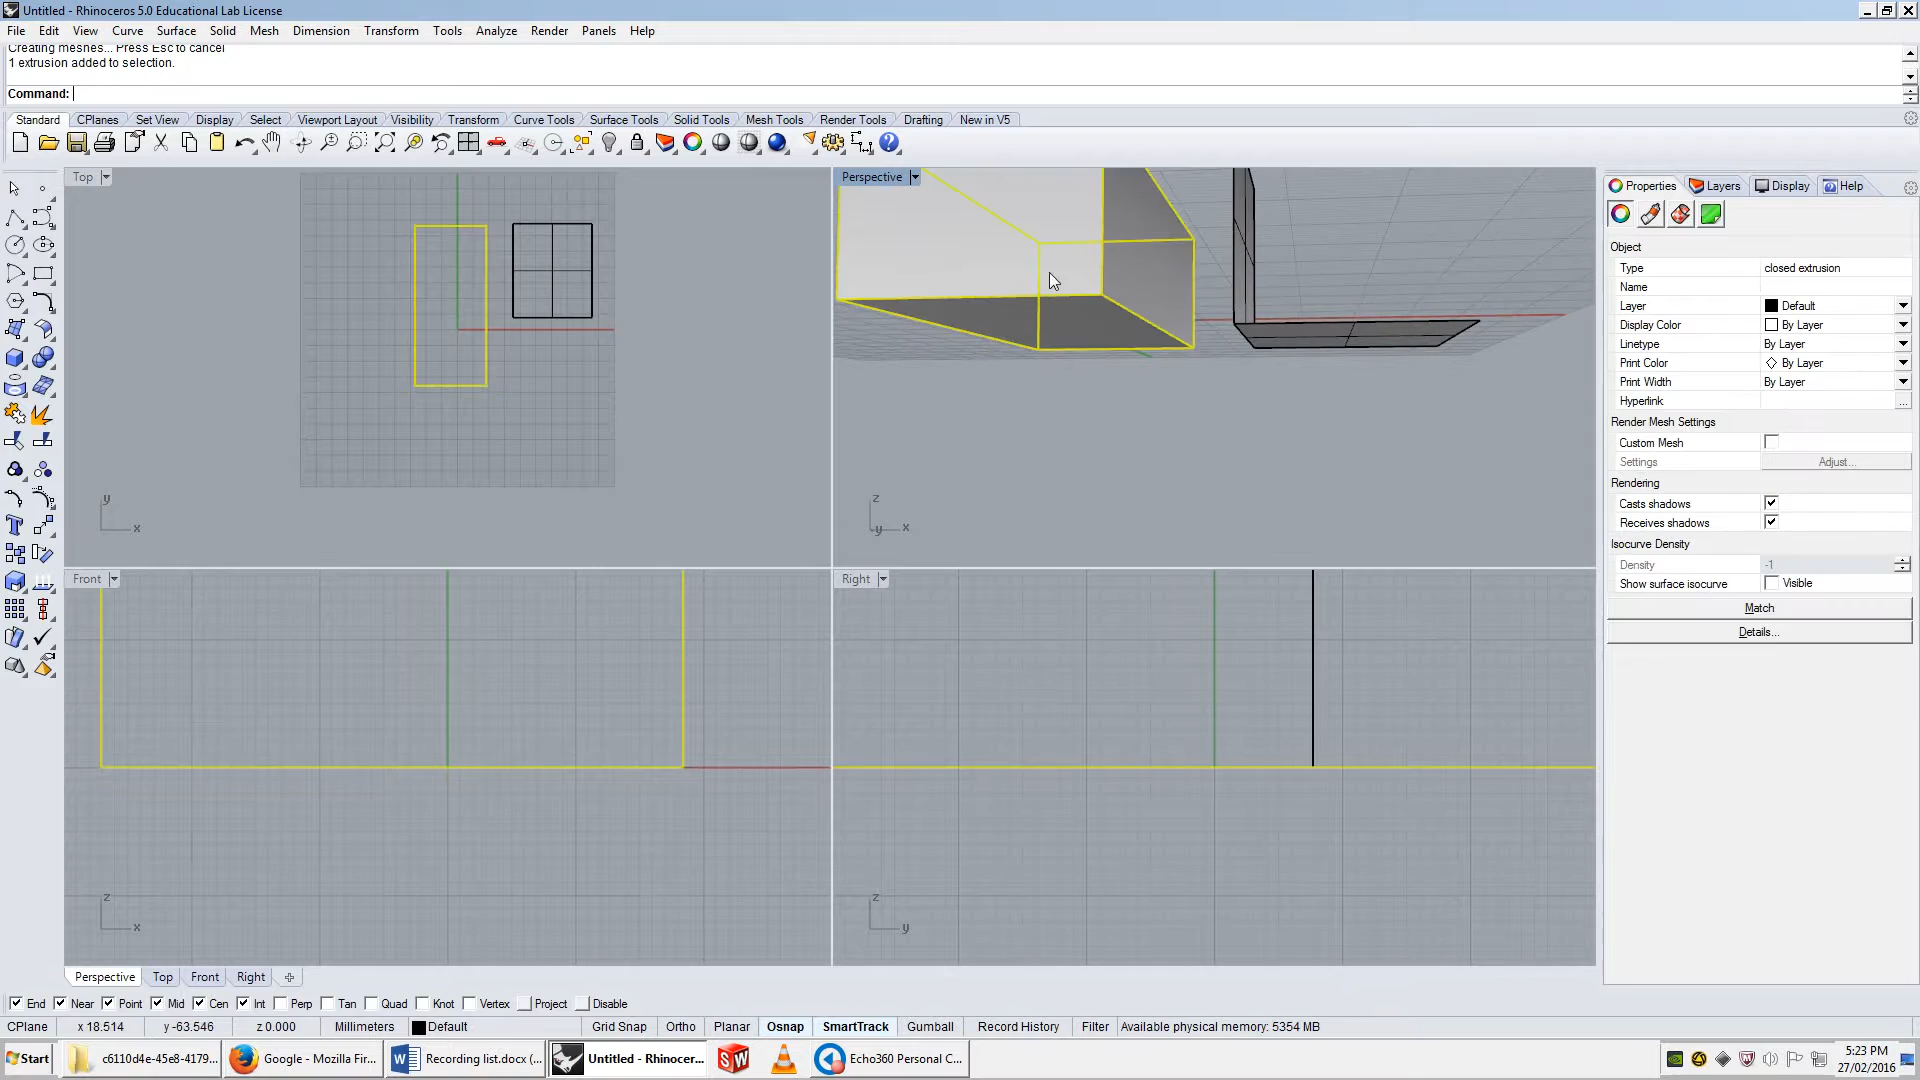 Untitled - Rhinoceros 5.0 Educational Lab License
File Edit View Curve Surface Solid Mesh Dimension Transform Tools Analyze Render Panels Help
Creating meshes... Press Esc to cancel
1 extrusion added to selection.
Command:
Standard CPlanes Set View Display Select Viewport Layout Visibility Transform Curve Tools Surface Tools Solid Tools Mesh Tools Render Tools Drafting New in V5
Top
Perspective
Properties Layers Display Help
Object
Type closed extrusion
Name
Layer Default
Display Color By Layer
Linetype By Layer
Print Color By Layer
Print Width By Layer
Hyperlink ...
Render Mesh Settings
Custom Mesh
Settings Adjust...
Rendering
Casts shadows
Receives shadows
Isocurve Density
Density -1
Show surface isocurve Visible
Match
Details...
y
x
z
y
x
Front
Right
z
x
z
y
Perspective Top Front Right
End Near Point Mid Cen Int Perp Tan Quad Knot Vertex Project Disable
CPlane x 18.514 y -63.546 z 0.000 Millimeters Default Grid Snap Ortho Planar Osnap SmartTrack Gumball Record History Filter Available physical memory: 5354 MB
Start c6110d4e-45e8-4179... Google - Mozilla Fir... Recording list.docx (... Untitled - Rhinocer... Echo360 Personal C...
5:23 PM
27/02/2016